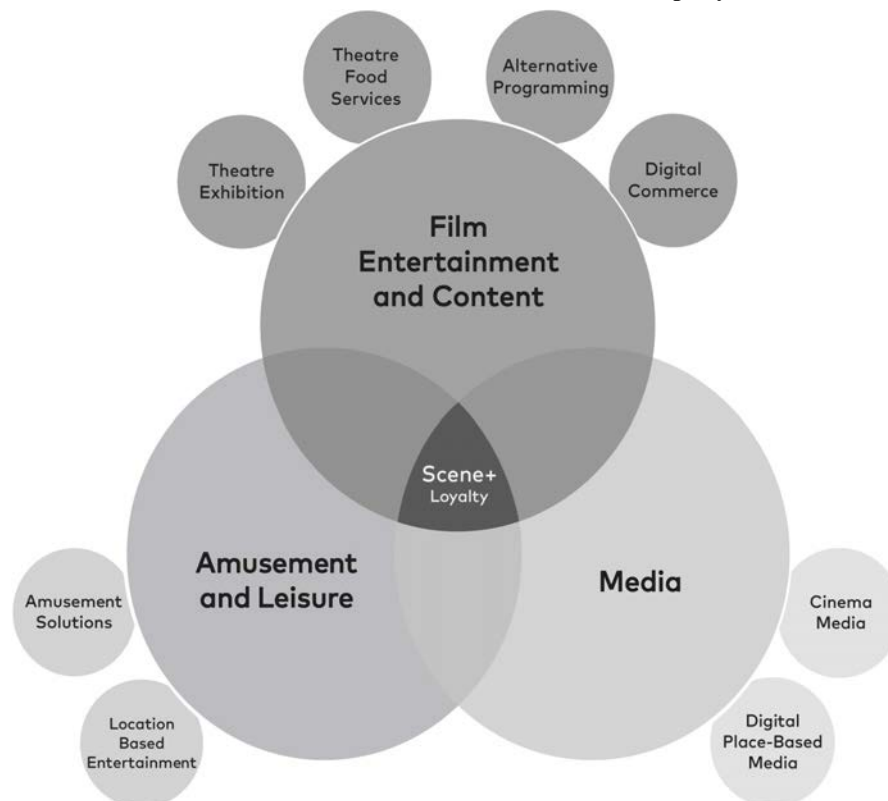 Theatre
Food
Services
Alternative
Programming
Theatre
Exhibition
Digital
Commerce
Film
Entertainment
and Content
Scene+
Loyalty
Amusement
and Leisure
Media
Amusement
Solutions
Cinema
Media
Location
Based
Entertainment
Digital
Place-Based
Media